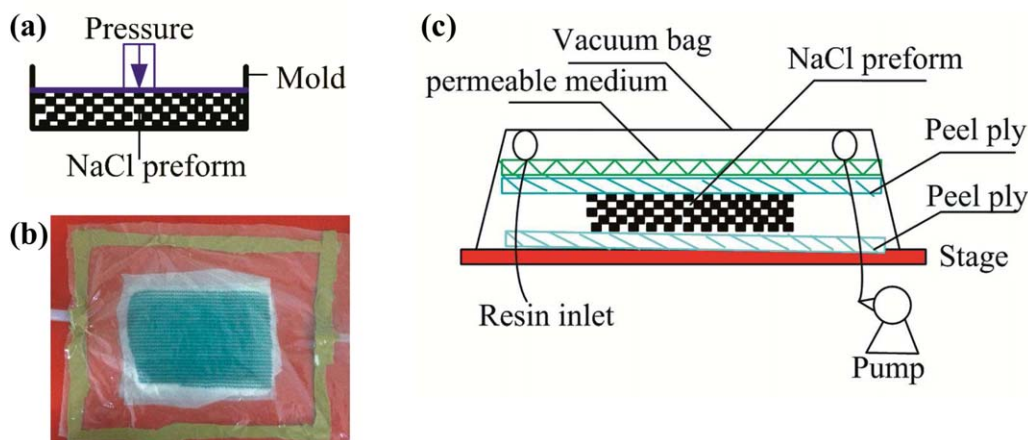 (a)
Pressure
Mold
NaCl preform
(b)
(c)
Vacuum bag
NaCl preform
permeable medium
Peel ply
Peel ply
Stage
Resin inlet
Pump